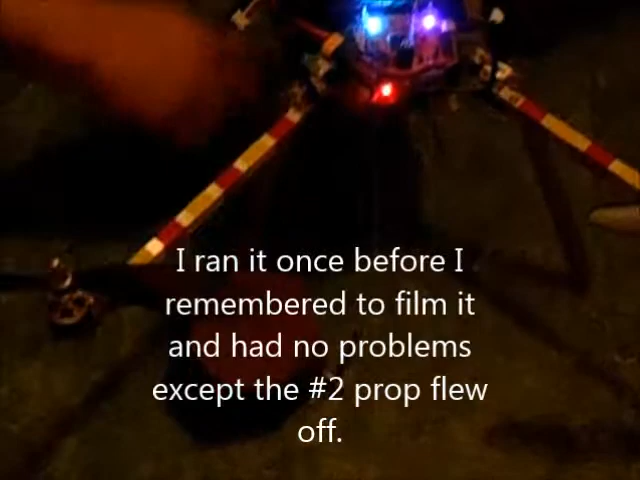 I ran it once before I
remembered to film it
and had no problems
except the #2 prop flew
off.